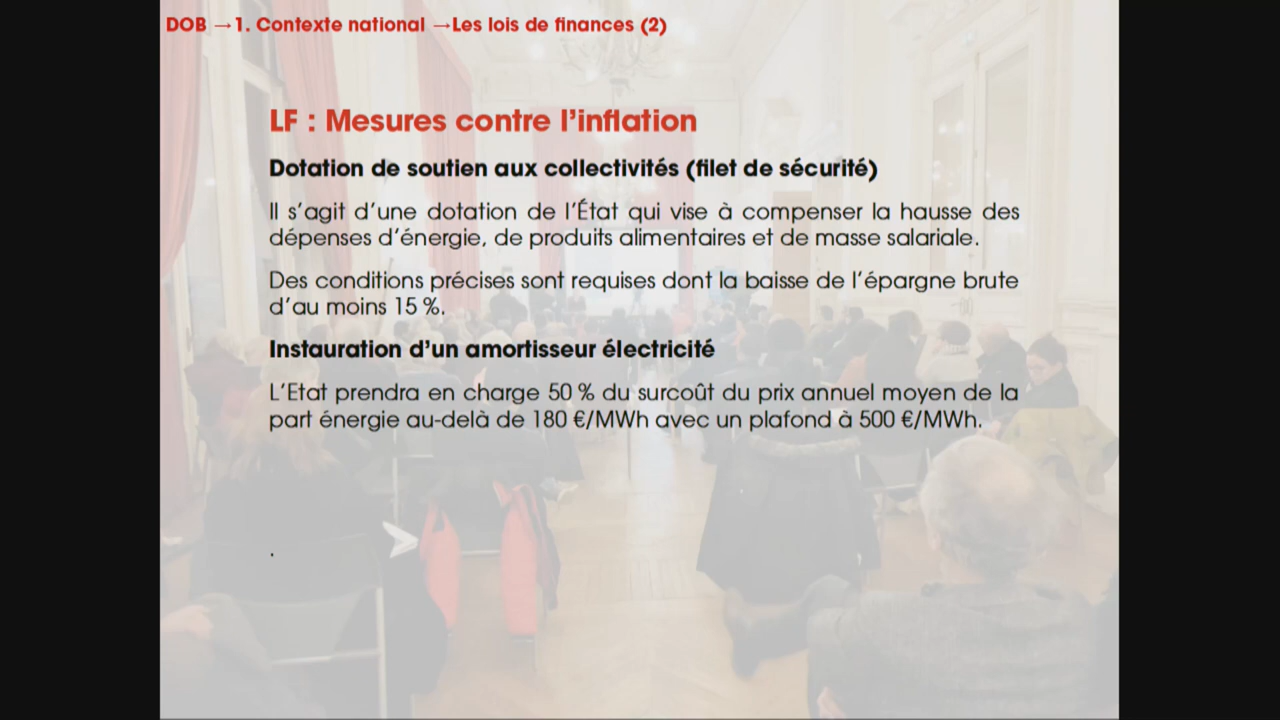 DOB →1. Contexte national →Les lois de finances (2)
LF : Mesures contre l’inflation
Dotation de soutien aux collectivités (filet de sécurité)
Il s’agit d’une dotation de l’État qui vise à compenser la hausse des
dépenses d’énergie, de produits alimentaires et de masse salariale.
Des conditions précises sont requises dont la baisse de l’épargne brute
d’au moins 15 %.
Instauration d’un amortisseur électricité
L’Etat prendra en charge 50 % du surcoût du prix annuel moyen de la
part énergie au-delà de 180 €/MWh avec un plafond à 500 €/MWh.
.